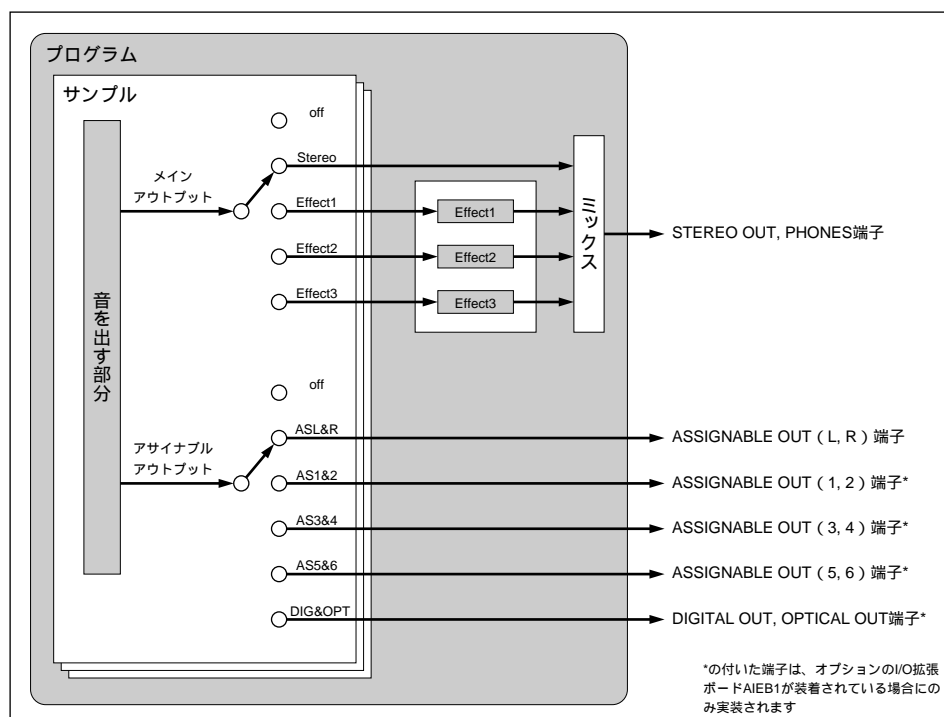 プログラム
サンプル
off
Stereo
メイン
アウトプット
Effect1
Effect2
Effect3
Effect1
Effect2
Effect3
ミックス
STEREO OUT, PHONES端子
音を出す部分
off
ASL&R
アサイナブル
アウトプット
AS1&2
AS3&4
AS5&6
DIG&OPT
ASSIGNABLE OUT（L, R）端子
ASSIGNABLE OUT（1, 2）端子*
ASSIGNABLE OUT（3, 4）端子*
ASSIGNABLE OUT（5, 6）端子*
DIGITAL OUT, OPTICAL OUT端子*
*の付いた端子は、オプションのI/O拡張
ボードAIEB1が装着されている場合にの
み実装されます